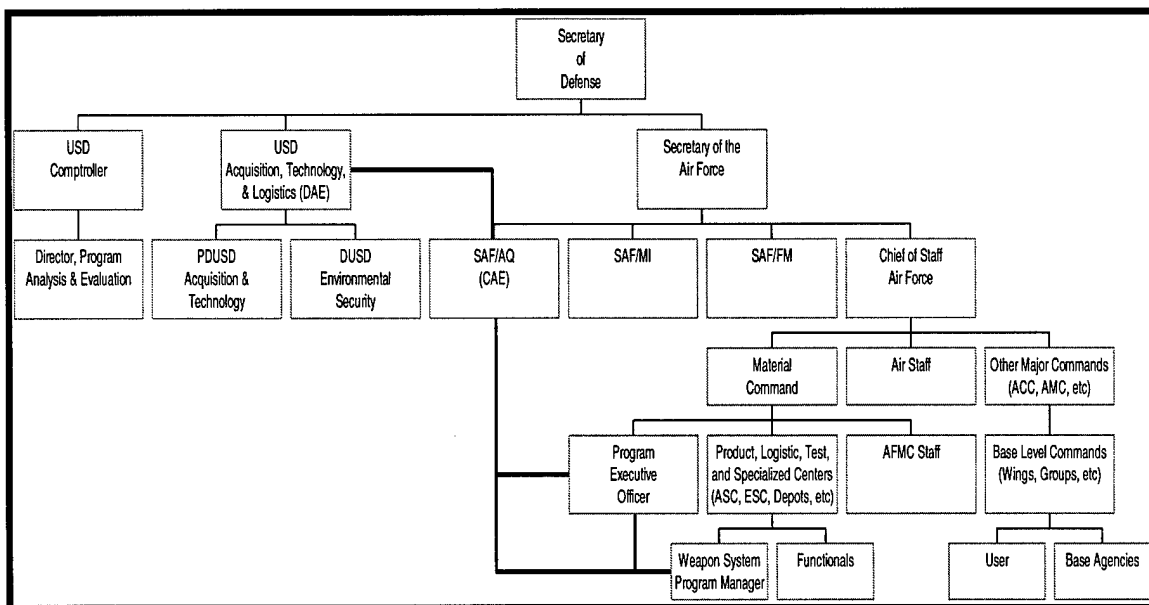 Secretary
of
Defense
USD
Comptroller
USD
Acquisition, Technology,
& Logistics (DAE)
Secretary of the
Air Force
Director, Program
Analysis & Evaluation
PDUSD
Acquisition &
Technology
DUSD
Environmental
Security
SAF/AQ
(CAE)
SAF/MI
SAF/FM
Chief of Staff
Air Force
Material
Command
Air Staff
Other Major Commands
(ACC, AMC, etc)
Program
Executive
Officer
Product, Logistic, Test,
and Specialized Centers
(ASC, ESC, Depots, etc)
AFMC Staff
Base Level Commands
(Wings, Groups, etc)
Weapon System
Program Manager
Functionals
User
Base Agencies